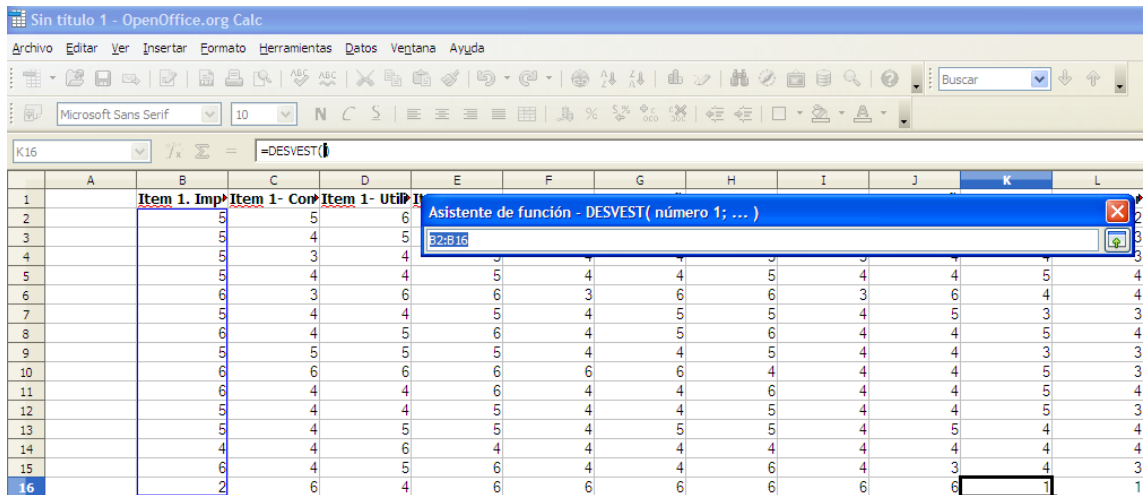 Sin título 1 - OpenOffice.org Calc
Archivo Editar Ver Insertar Formato Herramientas Datos Ventana Ayuda
Buscar
Microsoft Sans Serif 10 N C S
K16 =DESVEST()
A B C D E F G H I J K L
1 Item 1. Imp Item 1- Con Item 1- Utili
Asistente de función - DESVEST( número 1; ... )
B2:B16
2 5 5 6 2
3 5 4 5 3
4 5 3 4 3
5 5 4 4 5 4 4 5 4 4 5 4
6 6 3 6 6 3 6 6 3 6 4 4
7 5 4 4 5 4 5 5 4 5 3 3
8 6 4 5 6 4 5 6 4 4 5 4
9 5 5 5 5 4 4 5 4 4 3 3
10 6 6 6 6 6 6 4 4 4 5 3
11 6 4 4 6 4 4 6 4 4 5 4
12 5 4 4 5 4 4 5 4 4 5 3
13 5 4 5 5 4 5 5 4 5 4 4
14 4 4 6 4 4 4 4 4 4 4 4
15 6 4 5 6 4 4 6 4 3 4 3
16 2 6 4 6 6 6 6 6 6 1 1